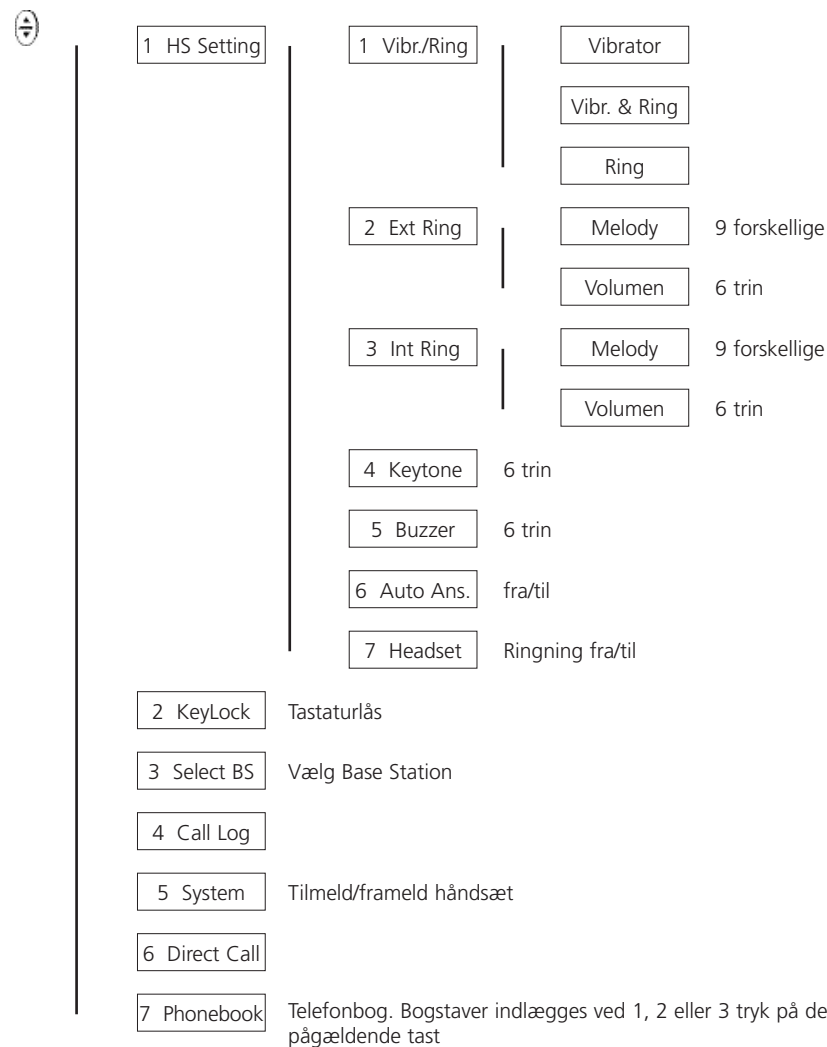 1 HS Setting 1 Vibr./Ring Vibrator
Vibr. & Ring
Ring
2 Ext Ring Melody 9 forskellige
Volumen 6 trin
3 Int Ring Melody 9 forskellige
Volumen 6 trin
4 Keytone 6 trin
5 Buzzer 6 trin
6 Auto Ans. fra/til
7 Headset Ringning fra/til
2 KeyLock Tastaturlås
3 Select BS Vælg Base Station
4 Call Log
5 System Tilmeld/frameld håndsæt
6 Direct Call
7 Phonebook Telefonbog. Bogstaver indlægges ved 1, 2 eller 3 tryk på de
pågældende tast